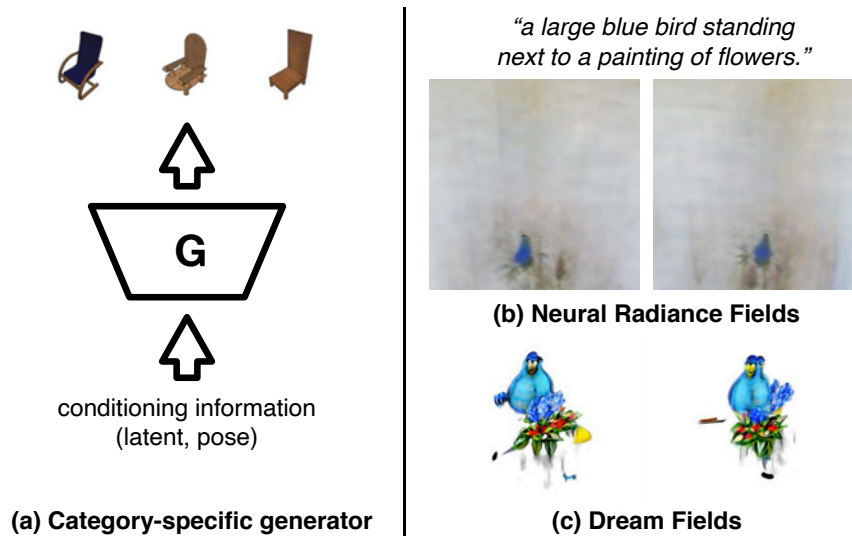 G
conditioning information
(latent, pose)
(a) Category-specific generator
“a large blue bird standing
next to a painting of flowers.”
(b) Neural Radiance Fields
(c) Dream Fields